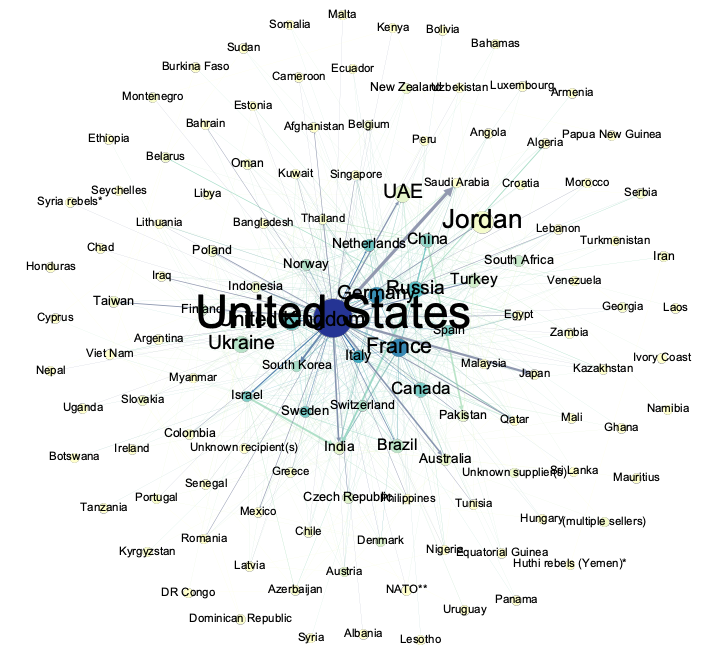 Malta
Somalia
Kenya
Bolivia
Bahamas
Sudan
Burkina Faso
Cameroon
Ecuador
New Zealand
Uzbekistan
Luxembourg
Armenia
Montenegro
Estonia
Bahrain
Afghanistan
Belgium
Peru
Angola
Algeria
Papua New Guinea
Ethiopia
Belarus
Oman
Kuwait
Singapore
UAE
Saudi Arabia
Croatia
Morocco
Serbia
Seychelles
Syria rebels*
Libya
Lithuania
Bangladesh
Thailand
Jordan
Lebanon
Turkmenistan
Chad
Poland
Netherlands
China
Iran
Honduras
Iraq
Norway
South Africa
Indonesia
Germany
Russia
Turkey
Venezuela
Taiwan
Finland
United States
United Kingdom
Egypt
Georgia
Laos
Cyprus
Argentina
Ukraine
Spain
Zambia
Viet Nam
Italy
France
Nepal
South Korea
Malaysia
Japan
Kazakhstan
Ivory Coast
Myanmar
Uganda
Slovakia
Israel
Sweden
Switzerland
Canada
Pakistan
Qatar
Mali
Ghana
Namibia
Colombia
Botswana
Ireland
Unknown recipient(s)
India
Brazil
Australia
Unknown supplier(s)
Sri Lanka
Mauritius
Greece
Senegal
Portugal
Tanzania
Mexico
Czech Republic
Philippines
Tunisia
Hungary
(multiple sellers)
Kyrgyzstan
Romania
Chile
Denmark
Nigeria
Equatorial Guinea
Huthi rebels (Yemen)*
Latvia
Austria
DR Congo
Azerbaijan
NATO**
Uruguay
Panama
Dominican Republic
Syria
Albania
Lesotho